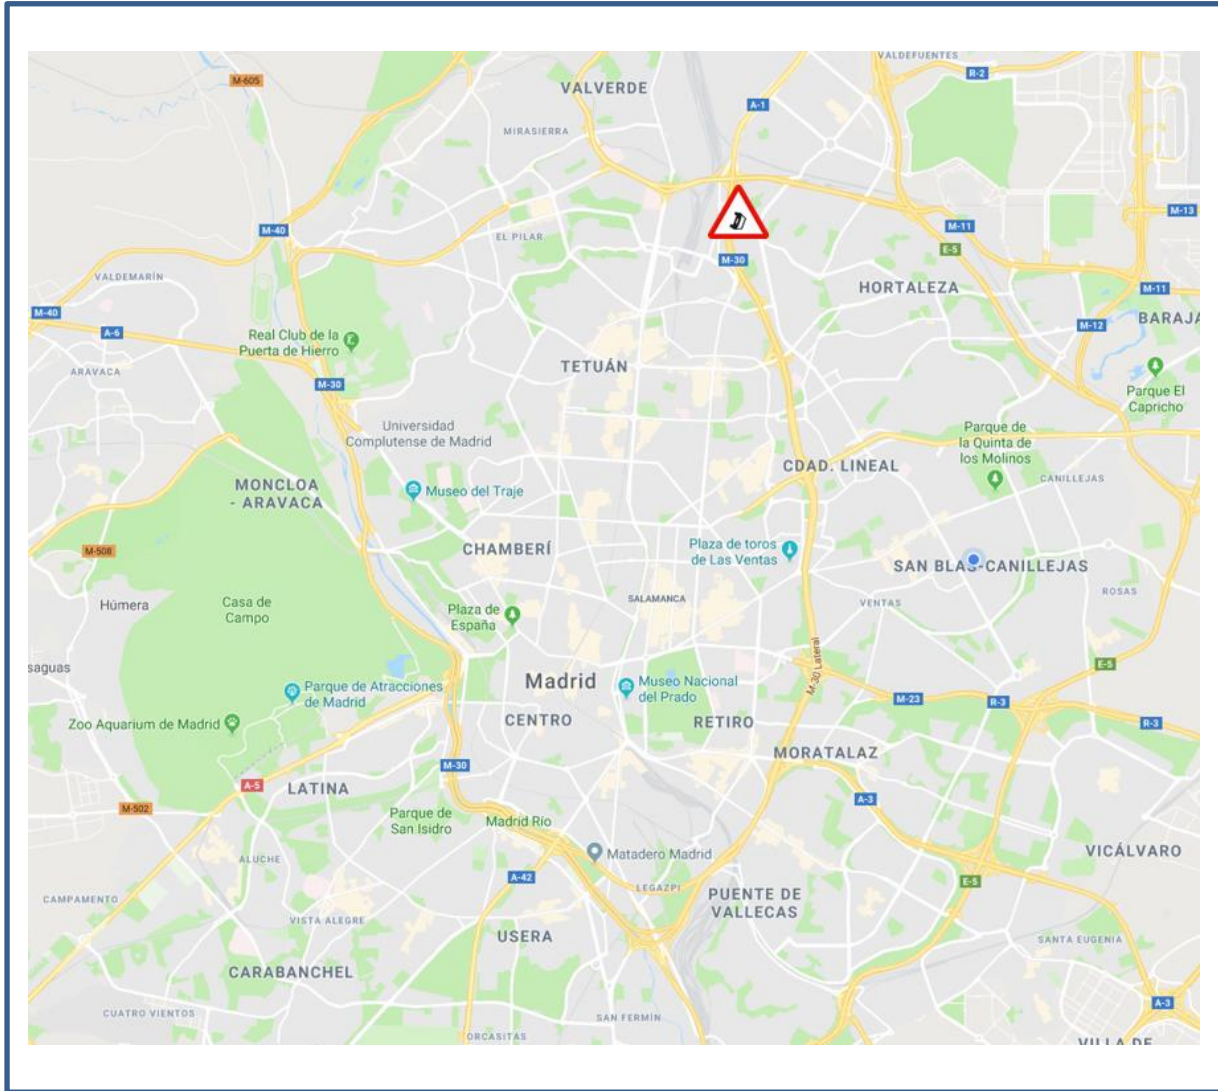 VALDEFUENTES
M-605
R-2
VALVERDE
A-1
MIRASIERRA
M-13
M-40
M-11
EL PILAR
E-5
M-30
VALDEMARÍN
HORTALEZA
M-11
M-40
BARAJA
A-6
M-12
Real Club de la
Puerta de Hierro
ARAVACA
TETUÁN
M-30
Parque El
Capricho
Universidad
Complutense de Madrid
Parque de
la Quinta de
los Molinos
CDAD. LINEAL
CANILLEJAS
MONCLOA
- ARAVACA
Museo del Traje
M-508
CHAMBERÍ
Plaza de toros
de Las Ventas
SAN BLAS-CANILLEJAS
ROSAS
Húmera
Casa de
Campo
SALAMANCA
VENTAS
Plaza de
España
M-30 Lateral
saguas
E-5
Parque de Atracciones
de Madrid
Madrid
Museo Nacional
del Prado
M-23
R-3
R-3
Zoo Aquarium de Madrid
CENTRO
RETIRO
MORATALAZ
M-30
A-5
LATINA
A-3
M-502
Parque de
San Isidro
Madrid Río
Matadero Madrid
VICÁLVARO
ALUCHE
A-42
LEGAZPI
E-5
CAMPAMENTO
PUENTE DE
VALLECAS
VISTA ALEGRE
USERA
SANTA EUGENIA
CARABANCHEL
A-3
CUATRO VIENTOS
SAN FERMÍN
ORCASITAS
VILLA DE